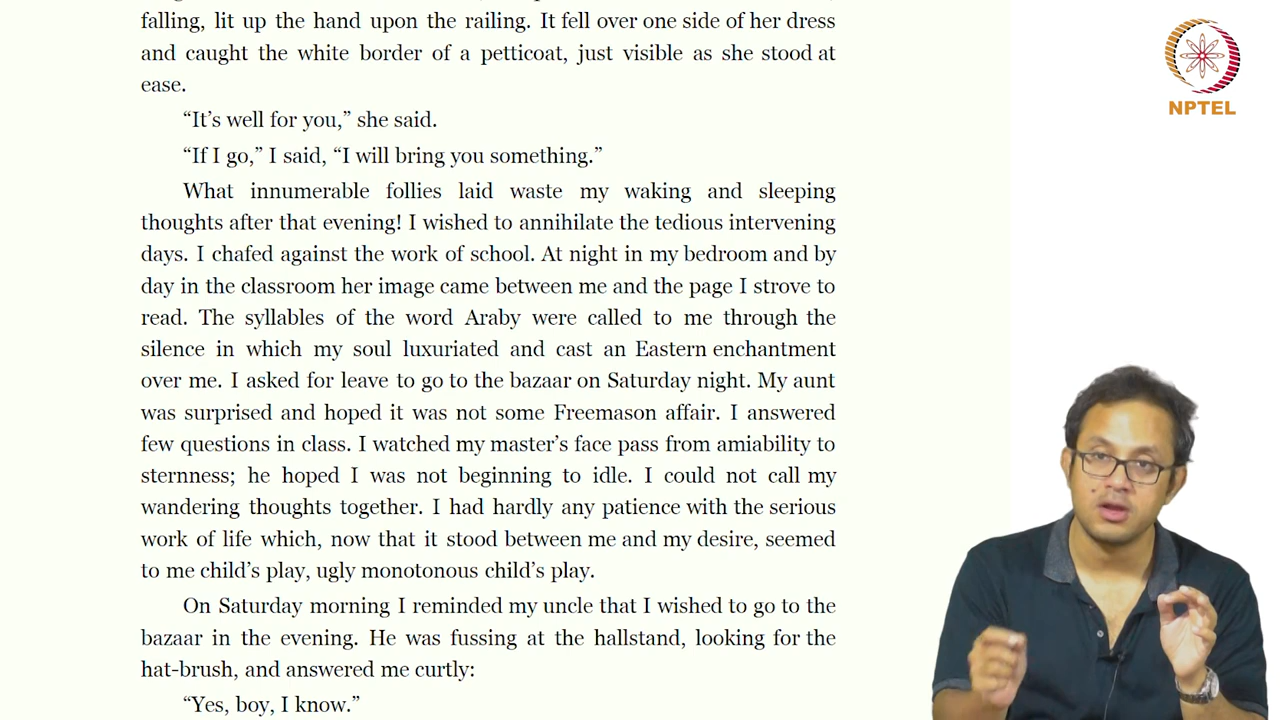 falling, lit up the hand upon the railing. It fell over one side of her dress
and caught the white border of a petticoat, just visible as she stood at
ease.
“It’s well for you,” she said.
“If I go,” I said, “I will bring you something.”
What innumerable follies laid waste my waking and sleeping
thoughts after that evening! I wished to annihilate the tedious intervening
days. I chafed against the work of school. At night in my bedroom and by
day in the classroom her image came between me and the page I strove to
read. The syllables of the word Araby were called to me through the
silence in which my soul luxuriated and cast an Eastern enchantment
over me. I asked for leave to go to the bazaar on Saturday night. My aunt
was surprised and hoped it was not some Freemason affair. I answered
few questions in class. I watched my master’s face pass from amiability to
sternness; he hoped I was not beginning to idle. I could not call my
wandering thoughts together. I had hardly any patience with the serious
work of life which, now that it stood between me and my desire, seemed
to me child’s play, ugly monotonous child’s play.
On Saturday morning I reminded my uncle that I wished to go to the
bazaar in the evening. He was fussing at the hallstand, looking for the
hat-brush, and answered me curtly:
“Yes, boy, I know.”
NPTEL